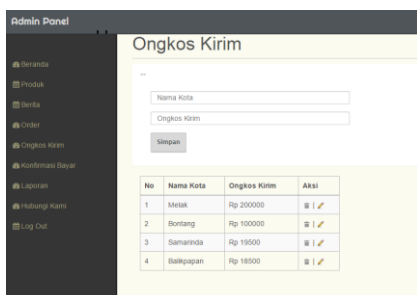 Admin Panel
Ongkos Kirim
Beranda
Produk
Berita
Order
Ongkos Kirim
Konfirmasi Bayar
Laporan
Hubungi Kami
Log Out
--
Nama Kota
Ongkos Kirim
Simpan
No Nama Kota Ongkos Kirim Aksi
1 Melak Rp 200000 |
2 Bontang Rp 100000 |
3 Samarinda Rp 19500 |
4 Balikpapan Rp 18500 |